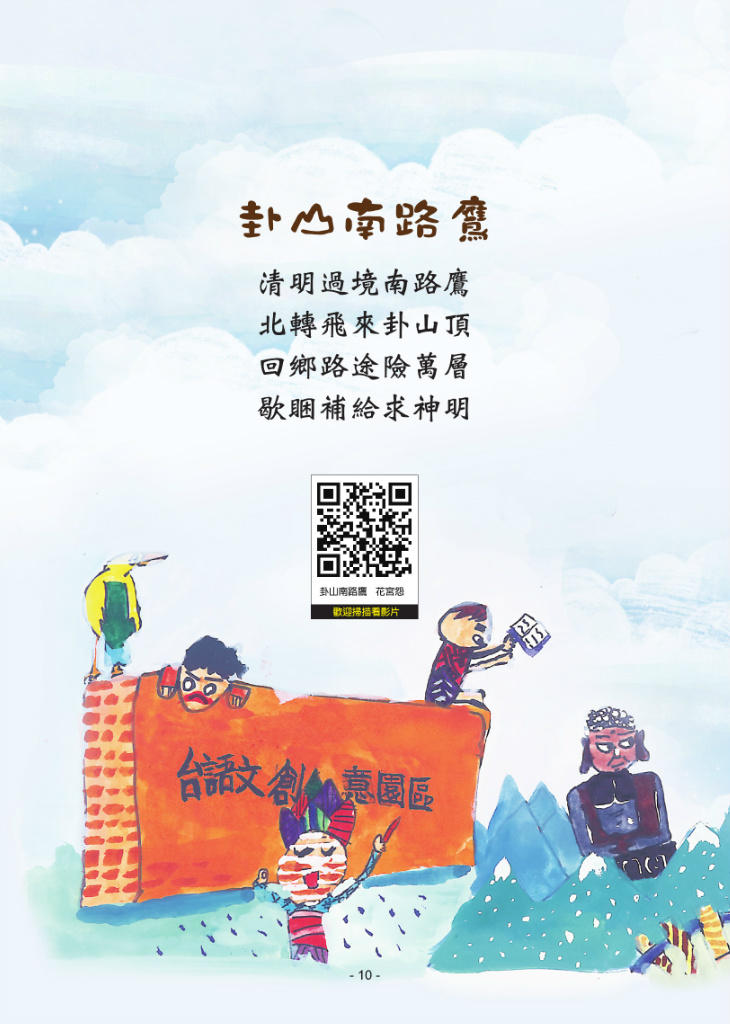 卦山南路鷹
清明過境南路鷹
北轉飛來卦山頂
回鄉路途險萬層
歇睏補給求神明
卦山南路鷹 花宮怨
歡迎掃描看影片
台語文創意園區
- 10 -